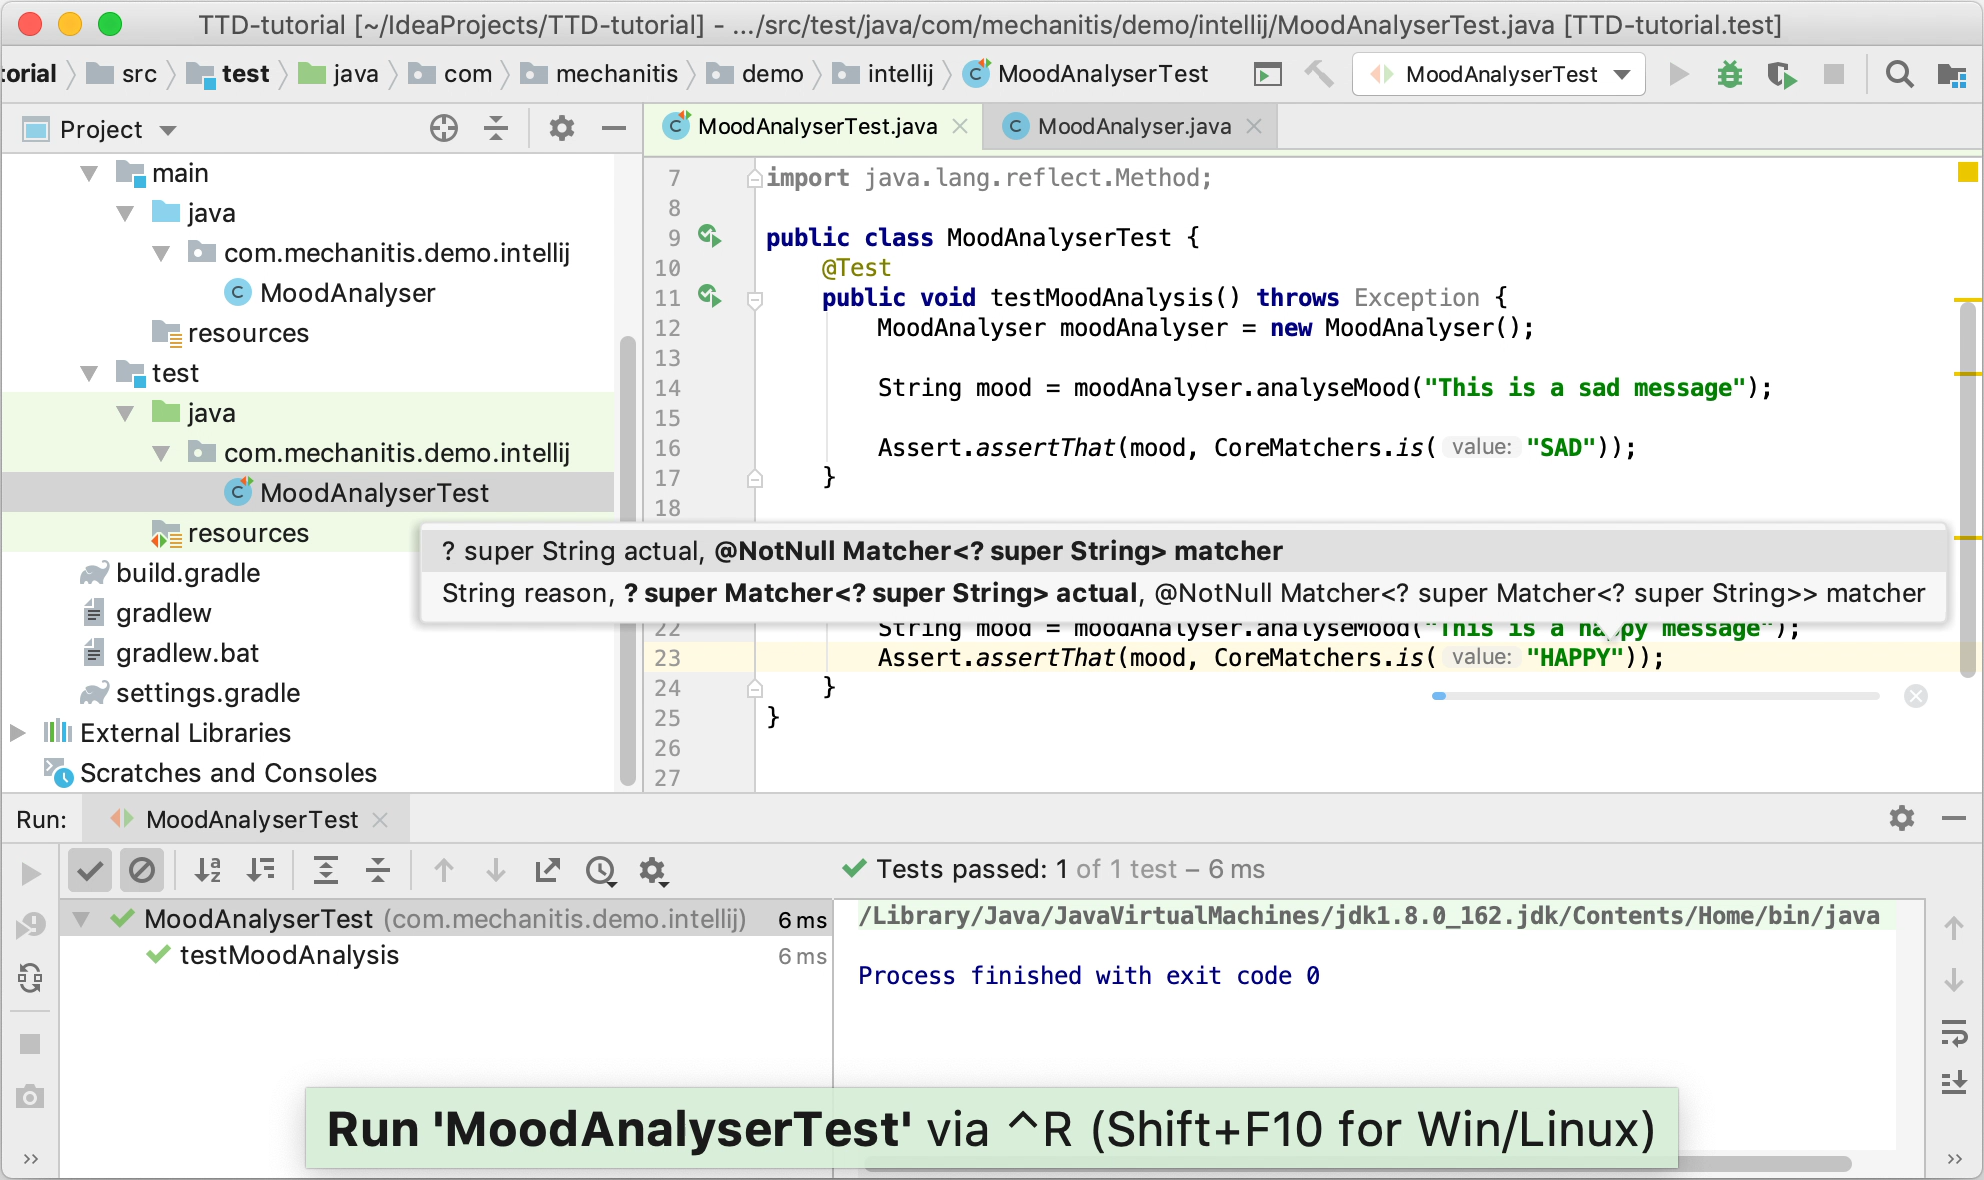 TTD-tutorial [~/IdeaProjects/TTD-tutorial] - .../src/test/java/com/mechanitis/demo/intellij/MoodAnalyserTest.java [TTD-tutorial.test]
torial src test java com mechanitis demo intellij MoodAnalyserTest MoodAnalyserTest
Project
main
java
com.mechanitis.demo.intellij
MoodAnalyser
resources
test
java
com.mechanitis.demo.intellij
MoodAnalyserTest
resources
build.gradle
gradlew
gradlew.bat
settings.gradle
External Libraries
Scratches and Consoles
MoodAnalyserTest.java MoodAnalyser.java
7 import java.lang.reflect.Method;
8
9 public class MoodAnalyserTest {
10 @Test
11 public void testMoodAnalysis() throws Exception {
12 MoodAnalyser moodAnalyser = new MoodAnalyser();
13
14 String mood = moodAnalyser.analyseMood("This is a sad message");
15
16 Assert.assertThat(mood, CoreMatchers.is( value: "SAD"));
17 }
18
? super String actual, @NotNull Matcher<? super String> matcher
String reason, ? super Matcher<? super String> actual, @NotNull Matcher<? super Matcher<? super String>> matcher
22 String mood = moodAnalyser.analyseMood("This is a happy message");
23 Assert.assertThat(mood, CoreMatchers.is( value: "HAPPY"));
24 }
25 }
26
27
Run: MoodAnalyserTest
Tests passed: 1 of 1 test – 6 ms
MoodAnalyserTest (com.mechanitis.demo.intellij) 6 ms
testMoodAnalysis 6 ms
/Library/Java/JavaVirtualMachines/jdk1.8.0_162.jdk/Contents/Home/bin/java
Process finished with exit code 0
Run 'MoodAnalyserTest' via ^R (Shift+F10 for Win/Linux)